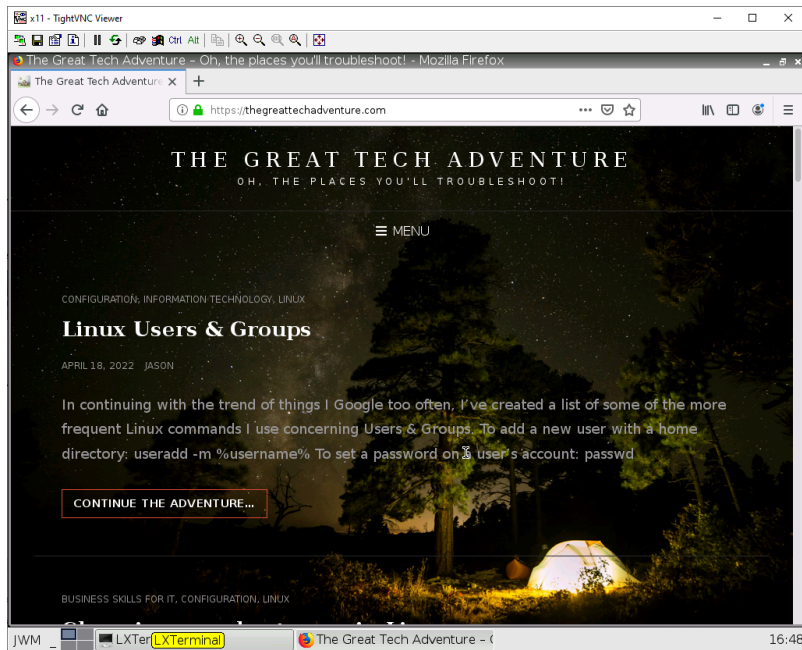 x11 - TightVNC Viewer
Ctrl Alt
The Great Tech Adventure – Oh, the places you'll troubleshoot! - Mozilla Firefox
The Great Tech Adventure
https://thegreattechadventure.com
THE GREAT TECH ADVENTURE
OH, THE PLACES YOU'LL TROUBLESHOOT!
MENU
CONFIGURATION, INFORMATION TECHNOLOGY, LINUX
Linux Users & Groups
APRIL 18, 2022 JASON
In continuing with the trend of things I Google too often, I've created a list of some of the more
frequent Linux commands I use concerning Users & Groups. To add a new user with a home
directory: useradd -m %username% To set a password on user's account: passwd
CONTINUE THE ADVENTURE...
BUSINESS SKILLS FOR IT, CONFIGURATION, LINUX
JWM LXTer LXTerminal The Great Tech Adventure – 16:48